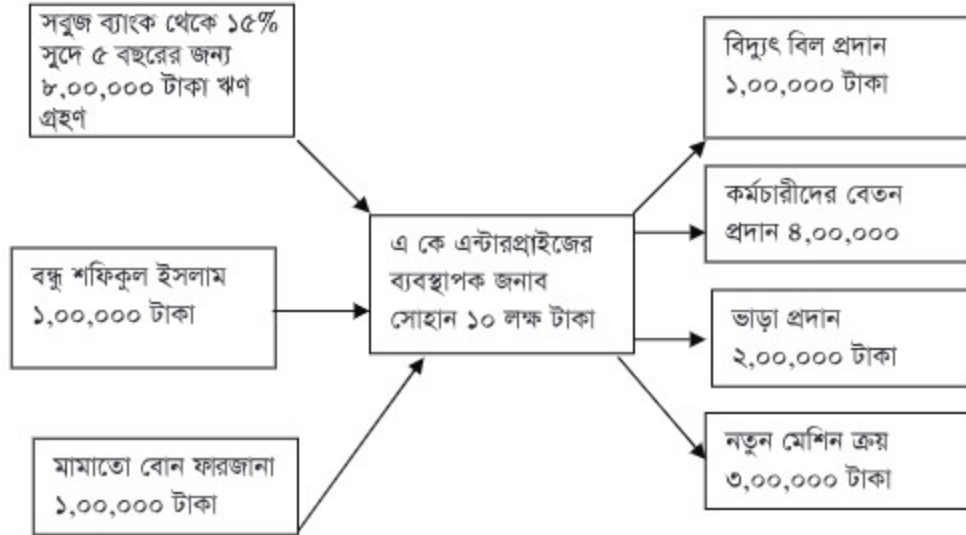 সবুজ ব্যাংক থেকে ১৫%
সুদে ৫ বছরের জন্য
৮,০০,০০০ টাকা ঋণ
গ্রহণ
বন্ধু শফিকুল ইসলাম
১,০০,০০০ টাকা
মামাতো বোন ফারজানা
১,০০,০০০ টাকা
এ কে এন্টারপ্রাইজের
ব্যবস্থাপক জনাব
সোহান ১০ লক্ষ টাকা
বিদ্যুৎ বিল প্রদান
১,০০,০০০ টাকা
কর্মচারীদের বেতন
প্রদান ৪,০০,০০০
ভাড়া প্রদান
২,০০,০০০ টাকা
নতুন মেশিন ক্রয়
৩,০০,০০০ টাকা